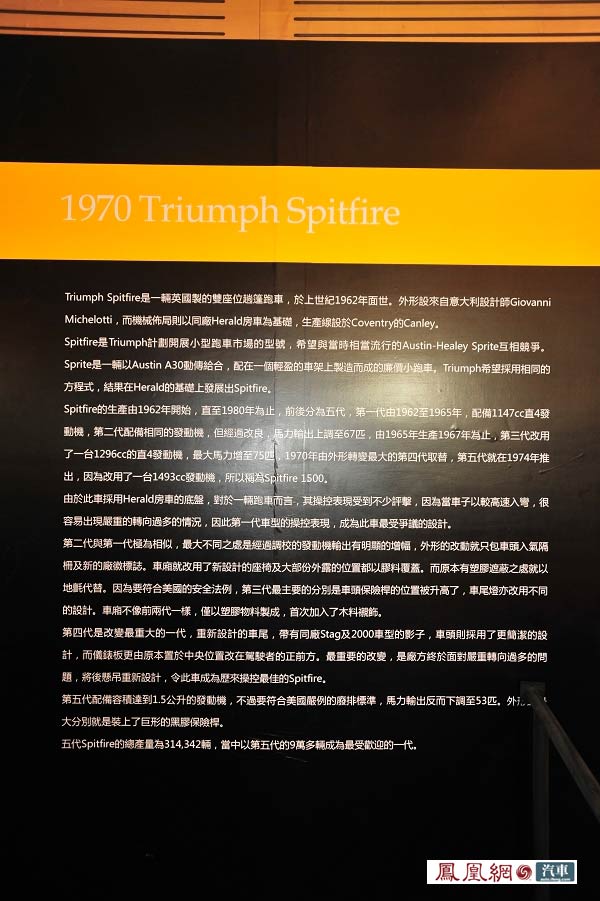 1970 Triumph Spitfire
Triumph Spitfire是一輛英國製的雙座位趟篷跑車，於上世紀1962年面世。外形設來自意大利設計師Giovanni
Michelotti，而機械佈局則以同廠Herald房車為基礎，生產線設於Coventry的Canley。
Spitfire是Triumph計劃開展小型跑車市場的型號，希望與當時相當流行的Austin-Healey Sprite互相競爭。
Sprite是一輛以Austin A30動傳給合，配在一個輕盈的車架上製造而成的廉價小跑車。Triumph希望採用相同的
方程式，結果在Herald的基礎上發展出Spitfire。
Spitfire的生產由1962年開始，直至1980年為止，前後分為五代，第一代由1962至1965年，配備1147cc直4發
動機，第二代配備相同的發動機，但經過改良，馬力輸出上調至67匹，由1965年生產1967年為止，第三代改用
了一台1296cc的直4發動機，最大馬力增至75匹，1970年由外形轉變最大的第四代取替，第五代就在1974年推
出，因為改用了一台1493cc發動機，所以稱為Spitfire 1500。
由於此車採用Herald房車的底盤，對於一輛跑車而言，其操控表現受到不少評擊，因為當車子以較高速入彎，很
容易出現嚴重的轉向過多的情況，因此第一代車型的操控表現，成為此車最受爭議的設計。
第二代與第一代極為相似，最大不同之處是經過調校的發動機輸出有明顯的增幅，外形的改動就只包車頭入氣隔
柵及新的廠徽標誌。車廂就改用了新設計的座椅及大部份外露的位置都以膠料覆蓋。而原本有塑膠遮蔽之處就以
地氈代替。因為要符合美國的安全法例，第三代最主要的分別是車頭保險桿的位置被升高了，車尾燈亦改用不同
的設計。車廂不像前兩代一樣，僅以塑膠物料製成，首次加入了木料襯飾。
第四代是改變最重大的一代，重新設計的車尾，帶有同廠Stag及2000車型的影子，車頭則採用了更簡潔的設
計，而儀錶板更由原本置於中央位置改在駕駛者的正前方。最重要的改變，是廠方終於面對嚴重轉向過多的問
題，將後懸吊重新設計，令此車成為歷來操控最佳的Spitfire。
第五代配備容積達到1.5公升的發動機，不過要符合美國嚴例的廢排標準，馬力輸出反而下調至53匹。外形
大分別就是裝上了巨形的黑膠保險桿。
五代Spitfire的總產量為314,342輛，當中以第五代的9萬多輛成為最受歡迎的一代。
鳳凰網 汽車
auto.ifeng.com